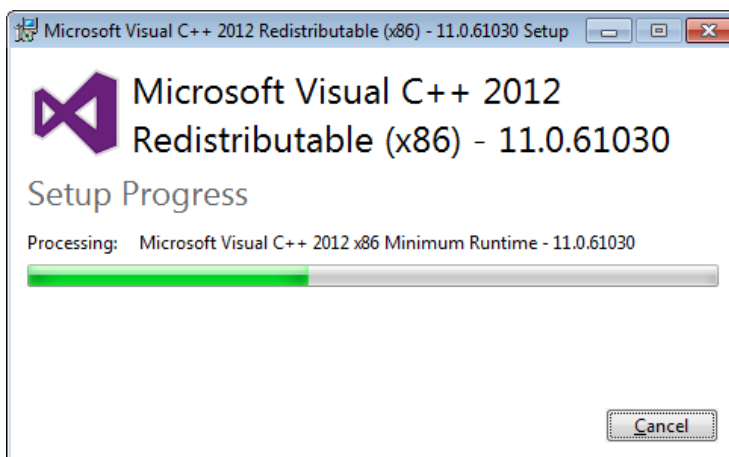 Microsoft Visual C++ 2012 Redistributable (x86) - 11.0.61030 Setup
Microsoft Visual C++ 2012
Redistributable (x86) - 11.0.61030
Setup Progress
Processing: Microsoft Visual C++ 2012 x86 Minimum Runtime - 11.0.61030
Cancel